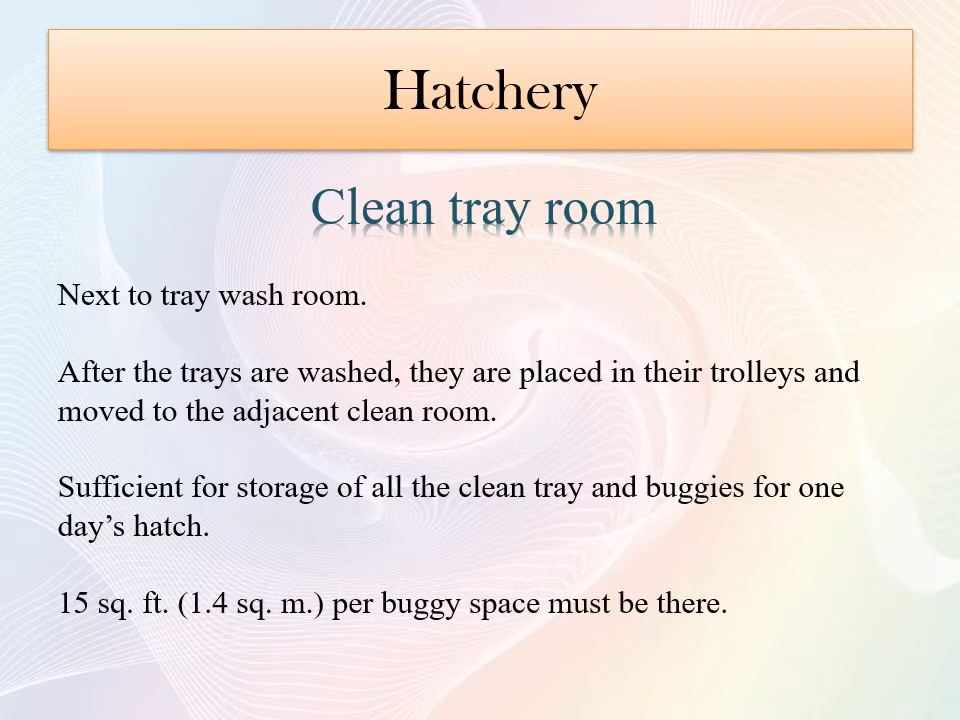 Hatchery
Clean tray room
Next to tray wash room.
After the trays are washed, they are placed in their trolleys and
moved to the adjacent clean room.
Sufficient for storage of all the clean tray and buggies for one
day’s hatch.
15 sq. ft. (1.4 sq. m.) per buggy space must be there.